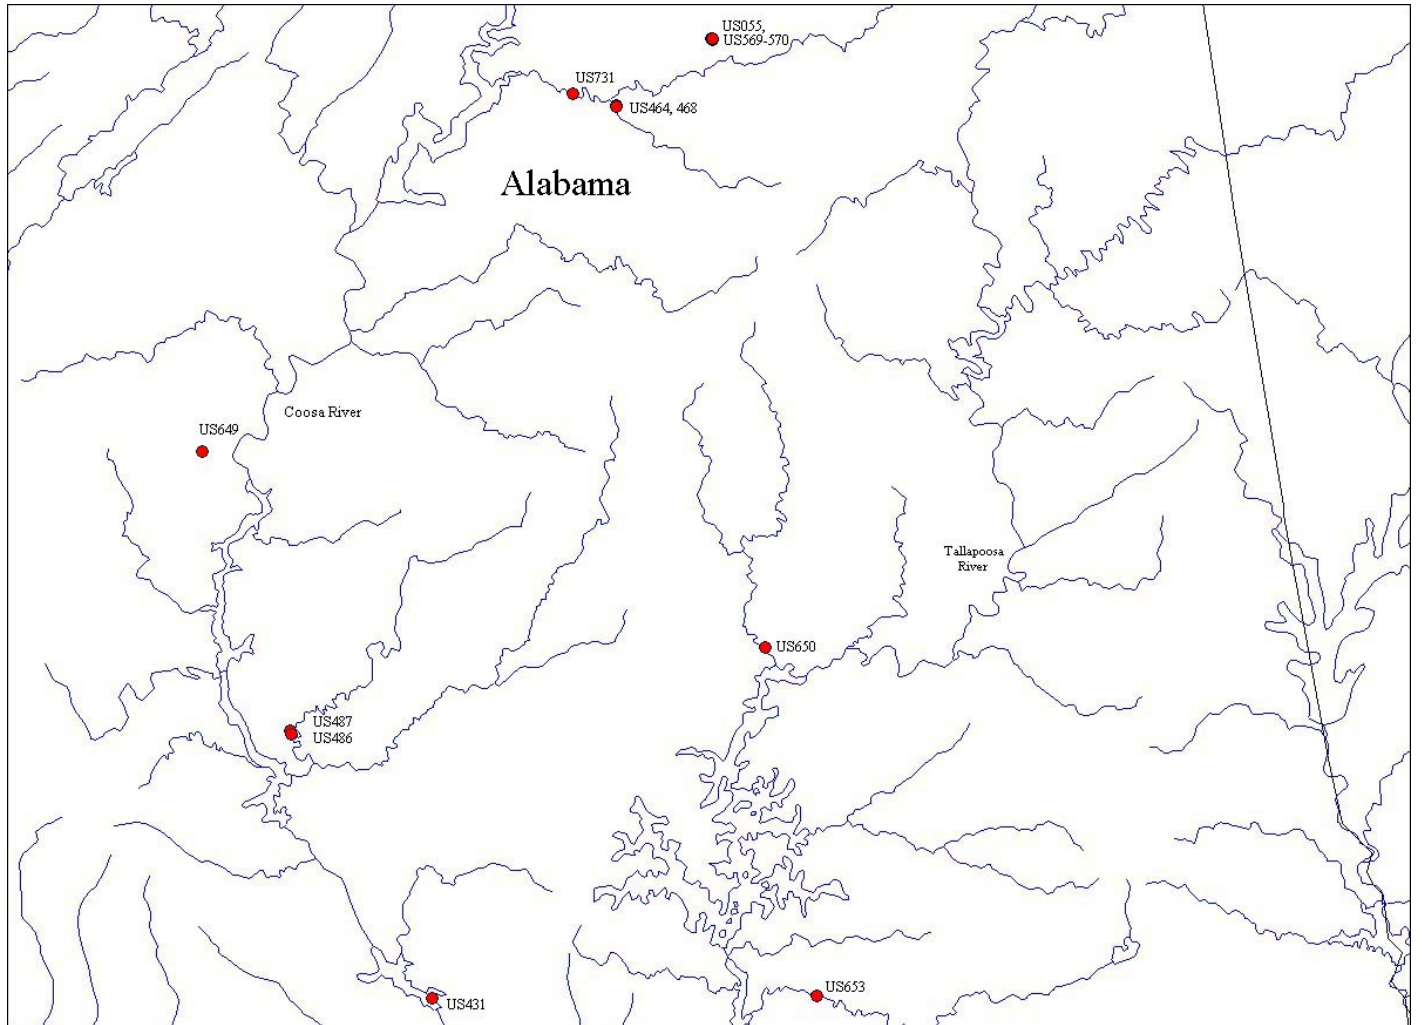 US055,
US569-570
US731
US464, 468
Alabama
Coosa River
US649
Tallapoosa
River
US650
US487
US486
US653
US431